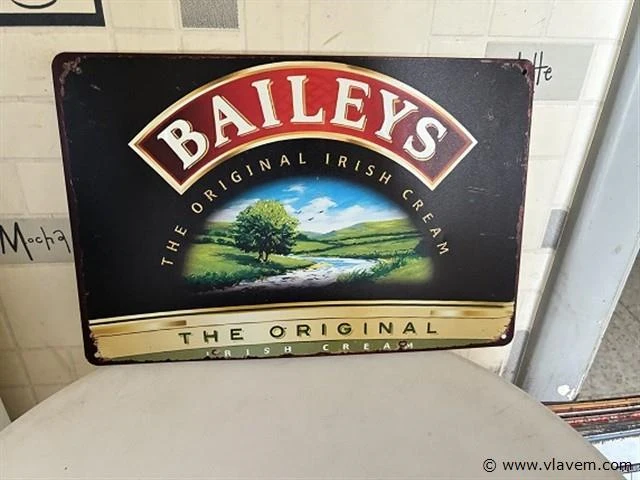 BAILEYS
THE ORIGINAL IRISH CREAM
THE ORIGINAL
IRISH CREAM
Mocha
© www.vlavem.com